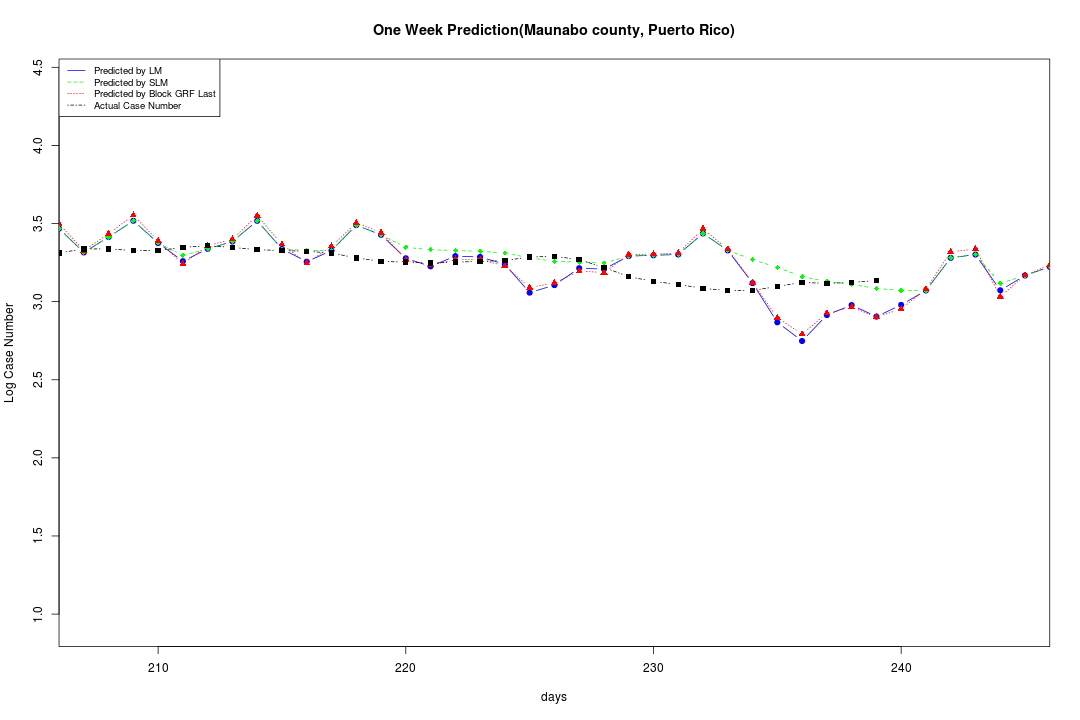 One Week Prediction(Maunabo county, Puerto Rico)
Predicted by LM
Predicted by SLM
Predicted by Block GRF Last
Actual Case Number
4.5
4.0
3.5
3.0
2.5
2.0
1.5
1.0
Log Case Number
210
220
230
240
days